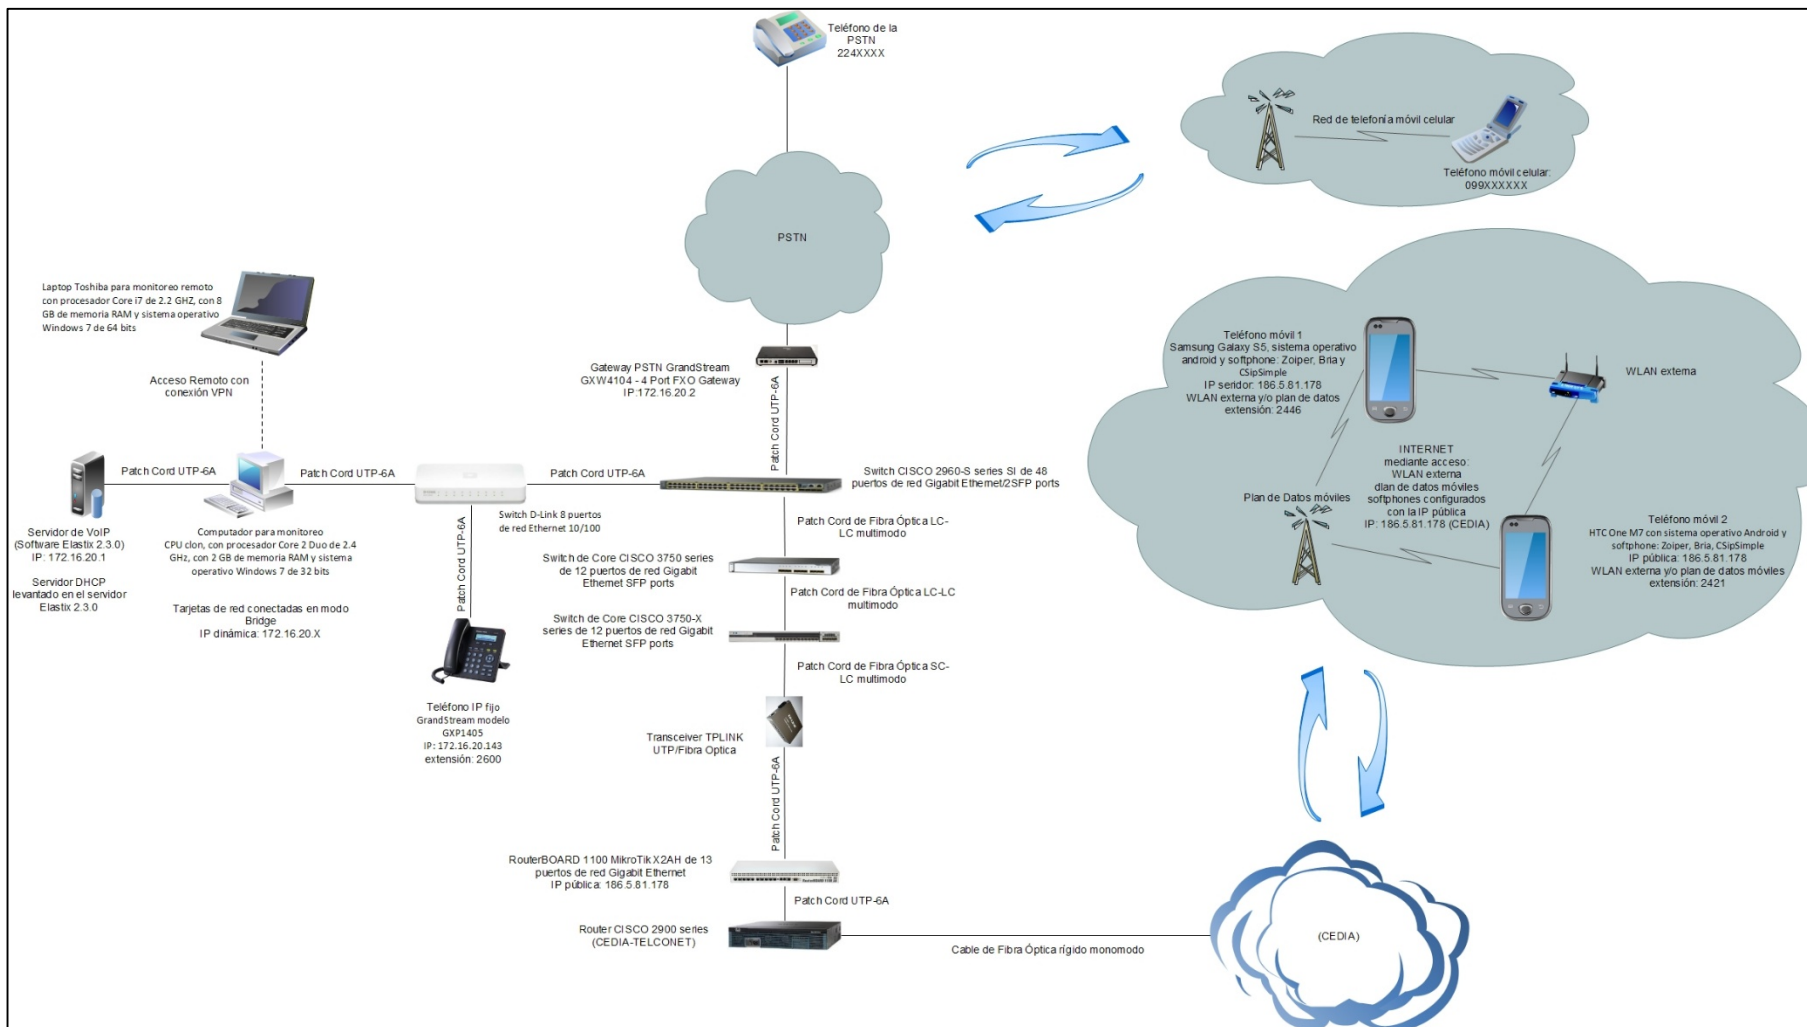 Teléfono de la
PSTN
224XXXX
Red de telefonía móvil celular
Teléfono móvil celular:
099XXXXXX
PSTN
Laptop Toshiba para monitoreo remoto
con procesador Core i7 de 2.2 GHZ, con 8
GB de memoria RAM y sistema operativo
Windows 7 de 64 bits
Acceso Remoto con
conexión VPN
Gateway PSTN GrandStream
GXW4104 - 4 Port FXO Gateway
IP:172.16.20.2
Patch Cord UTP-6A
Teléfono móvil 1
Samsung Galaxy S5, sistema operativo
android y softphone: Zoiper, Bria y
CSipSimple
IP seridor: 186.5.81.178
WLAN externa y/o plan de datos
extensión: 2446
WLAN externa
INTERNET
mediante acceso:
WLAN externa
dlan de datos móviles
softphones configurados
con la IP pública
IP: 186.5.81.178 (CEDIA)
Plan de Datos móviles
Teléfono móvil 2
HTC One M7 con sistema operativo Android y
softphone: Zoiper, Bria, CSipSimple
IP pública: 186.5.81.178
WLAN externa y/o plan de datos móviles
extensión: 2421
Patch Cord UTP-6A
Patch Cord UTP-6A
Patch Cord UTP-6A
Switch CISCO 2960-S series SI de 48
puertos de red Gigabit Ethernet/2SFP ports
Servidor de VoIP
(Software Elastix 2.3.0)
IP: 172.16.20.1
Servidor DHCP
levantado en el servidor
Elastix 2.3.0
Computador para monitoreo
CPU clon, con procesador Core 2 Duo de 2.4
GHz, con 2 GB de memoria RAM y sistema
operativo Windows 7 de 32 bits
Tarjetas de red conectadas en modo
Bridge
IP dinámica: 172.16.20.X
Switch D-Link 8 puertos
de red Ethernet 10/100
Patch Cord UTP-6A
Patch Cord de Fibra Óptica LC-
LC multimodo
Switch de Core CISCO 3750 series
de 12 puertos de red Gigabit
Ethernet SFP ports
Patch Cord de Fibra Óptica LC-LC
multimodo
Switch de Core CISCO 3750-X
series de 12 puertos de red Gigabit
Ethernet SFP ports
Patch Cord de Fibra Óptica SC-
LC multimodo
Teléfono IP fijo
GrandStream modelo
GXP1405
IP: 172.16.20.143
extensión: 2600
Transceiver TPLINK
UTP/Fibra Optica
Patch Cord UTP-6A
RouterBOARD 1100 MikroTik X2AH de 13
puertos de red Gigabit Ethernet
IP pública: 186.5.81.178
Patch Cord UTP-6A
Router CISCO 2900 series
(CEDIA-TELCONET)
Cable de Fibra Óptica rígido monomodo
(CEDIA)